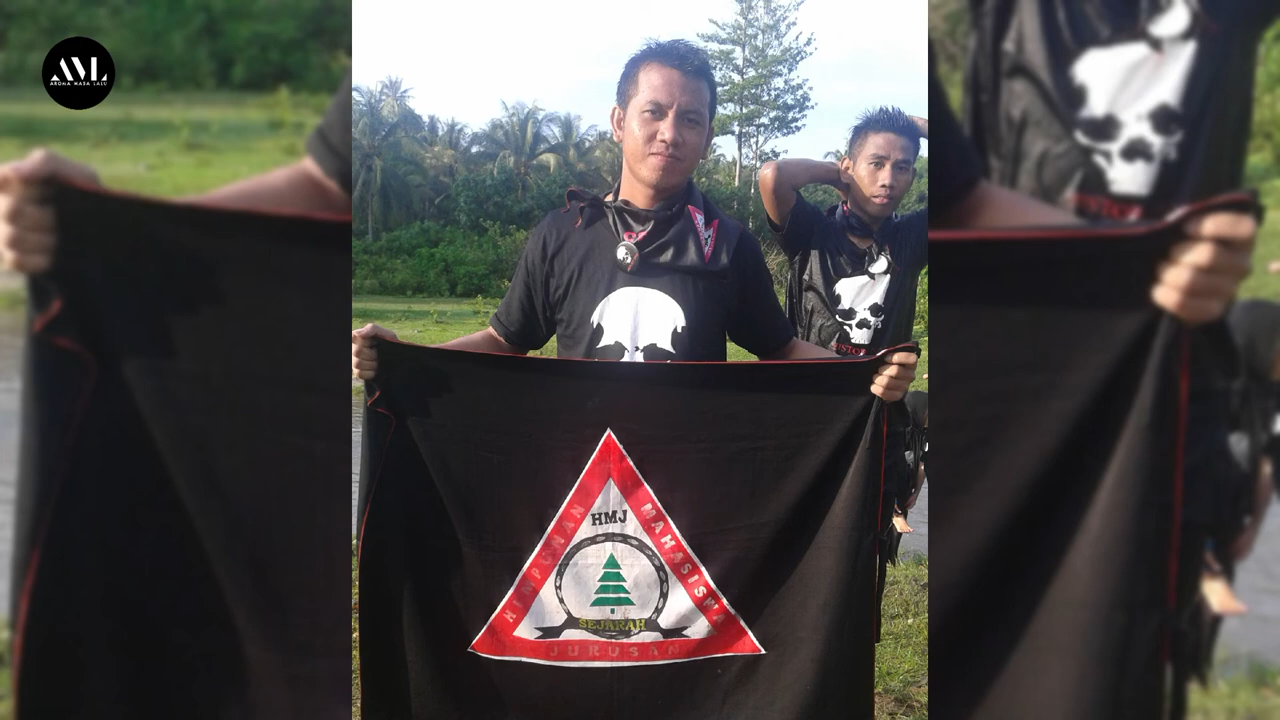 AML
AROMA MASA LALU
HMJ
HIMPUNAN
MAHASISWA
SEJARAH
JURUSAN